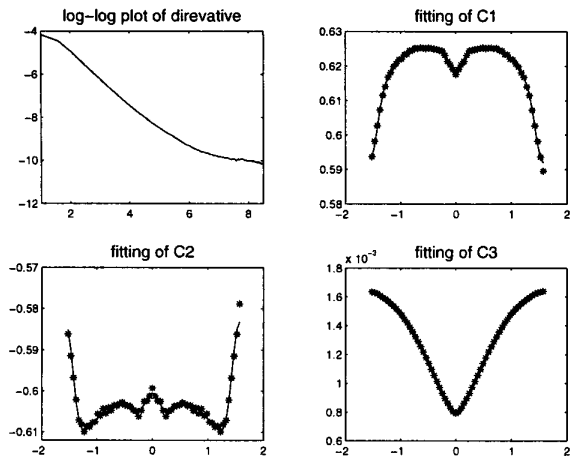 log-log plot of direvative
-4
-6
-8
-10
-12
2 4 6 8
fitting of C1
0.63
0.62
0.61
0.6
0.59
0.58
-2 -1 0 1 2
fitting of C2
-0.57
-0.58
-0.59
-0.6
-0.61
-2 -1 0 1 2
fitting of C3
x 10⁻³
1.8
1.6
1.4
1.2
1
0.8
0.6
-2 -1 0 1 2